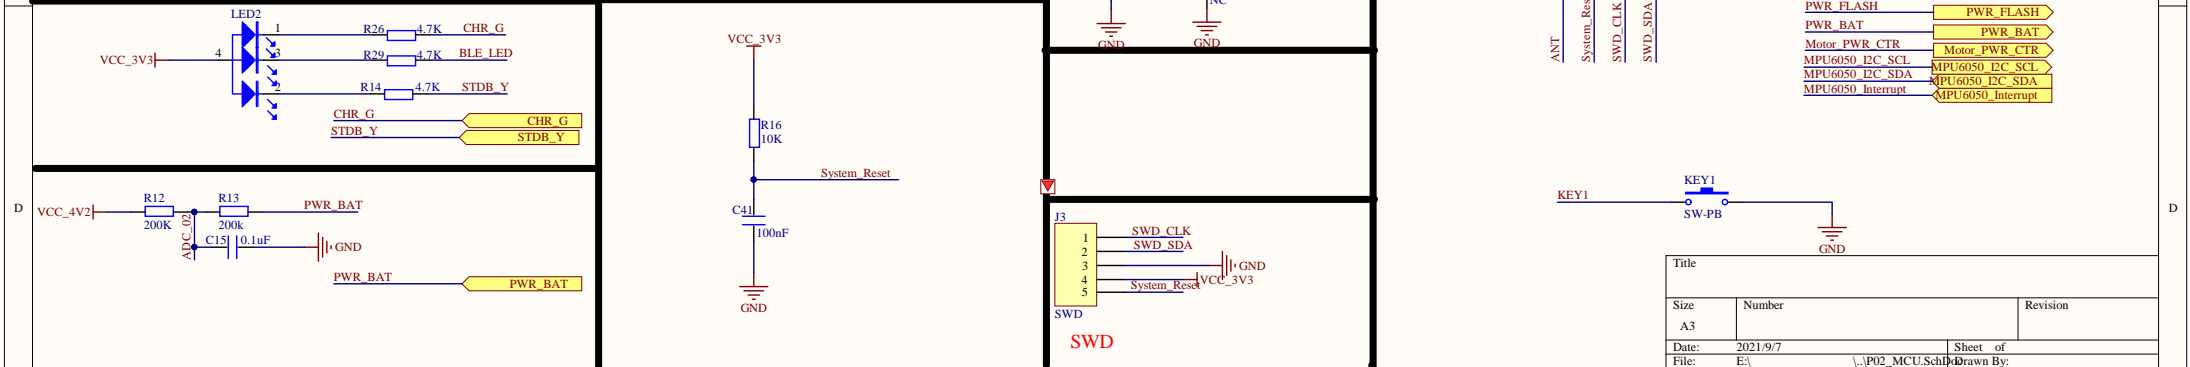 LED2
1
R26
4.7K
CHR_G
VCC_3V3
4
3
R29
4.7K
BLE_LED
2
R14
4.7K
STDB_Y
CHR_G
CHR_G
STDB_Y
STDB_Y
D
VCC_4V2
R12
200K
R13
200k
PWR_BAT
ADC_02
C15
0.1uF
GND
PWR_BAT
PWR_BAT
VCC_3V3
R16
10K
System_Reset
C41
100nF
GND
GND
NC
GND
J3
1
SWD_CLK
2
SWD_SDA
3
GND
4
VCC_3V3
5
System_Reset
SWD
SWD
ANT
System_Res
SWD_CLK
SWD_SDA
PWR_FLASH
PWR_FLASH
PWR_BAT
PWR_BAT
Motor_PWR_CTR
Motor_PWR_CTR
MPU6050_I2C_SCL
MPU6050_I2C_SCL
MPU6050_I2C_SDA
MPU6050_I2C_SDA
MPU6050_Interrupt
MPU6050_Interrupt
KEY1
KEY1
SW-PB
GND
D
Title
Size
Number
Revision
A3
Date:
2021/9/7
Sheet of
File:
E:\
\..\P02_MCU.SchDoc
Drawn By: